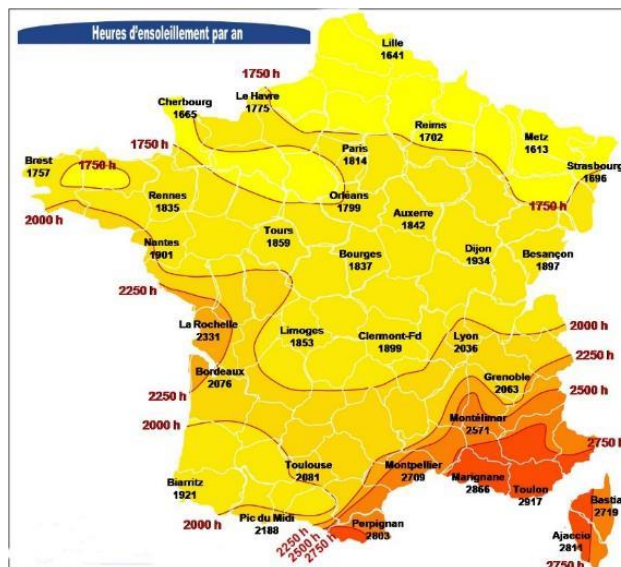 Heures d'ensoleillement par an
Lille
1641
1750 h
Le Havre
1775
Cherbourg
1665
Reims
1702
Metz
1613
1750 h
Paris
1814
Strasbourg
1696
Brest
1757
1750 h
Rennes
1835
Orléans
1799
1750 h
2000 h
Auxerre
1842
Tours
1859
Nantes
1901
Bourges
1837
Dijon
1934
Besançon
1897
2250 h
La Rochelle
2331
Limoges
1853
Clermont-Fd
1899
Lyon
2036
2000 h
2250 h
Bordeaux
2076
Grenoble
2063
2250 h
2500 h
Montélimar
2571
2000 h
2750 h
Toulouse
2081
Montpellier
2709
Marignane
2866
Toulon
2917
Biarritz
1921
Bastia
2719
2000 h
Pic du Midi
2188
2250 h
2500 h
2750 h
Perpignan
2803
Ajaccio
2811
2750 h